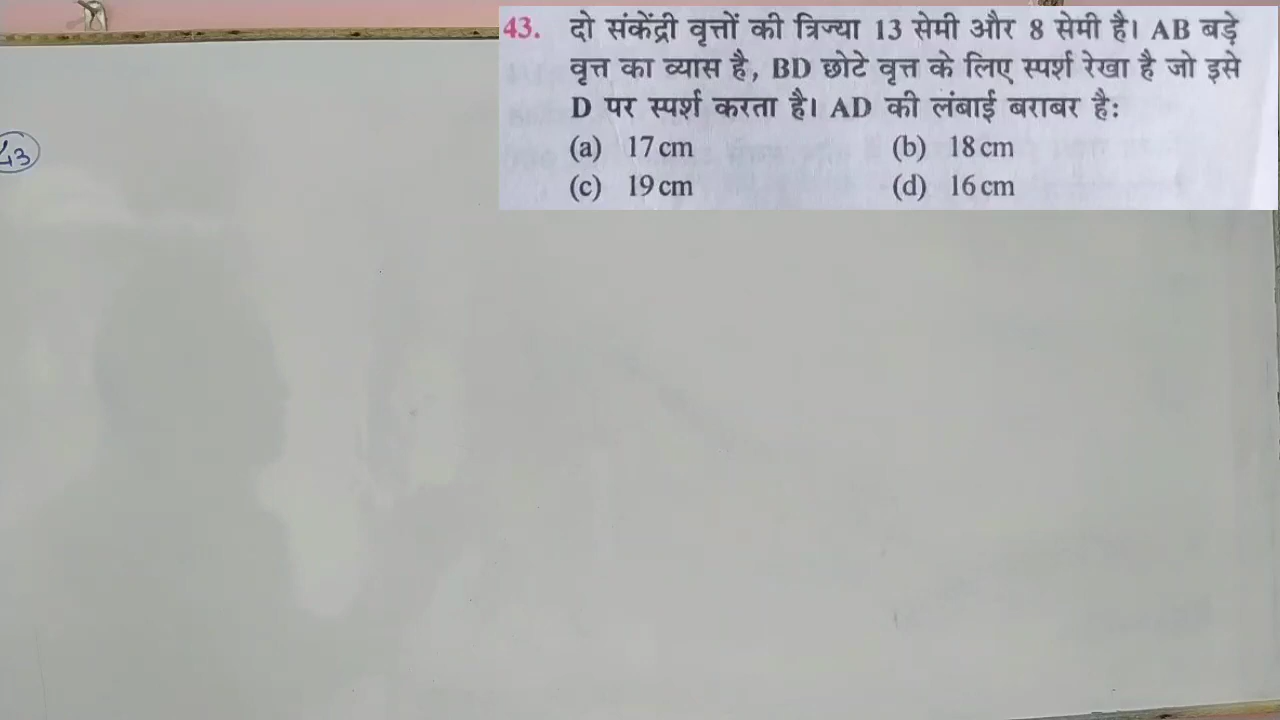 43. दो संकेंद्री वृत्तों की त्रिज्या 13 सेमी और 8 सेमी है। AB बड़े
वृत्त का व्यास है, BD छोटे वृत्त के लिए स्पर्श रेखा है जो इसे
D पर स्पर्श करता है। AD की लंबाई बराबर है:
(a) 17 cm (b) 18 cm
(c) 19 cm (d) 16 cm
43